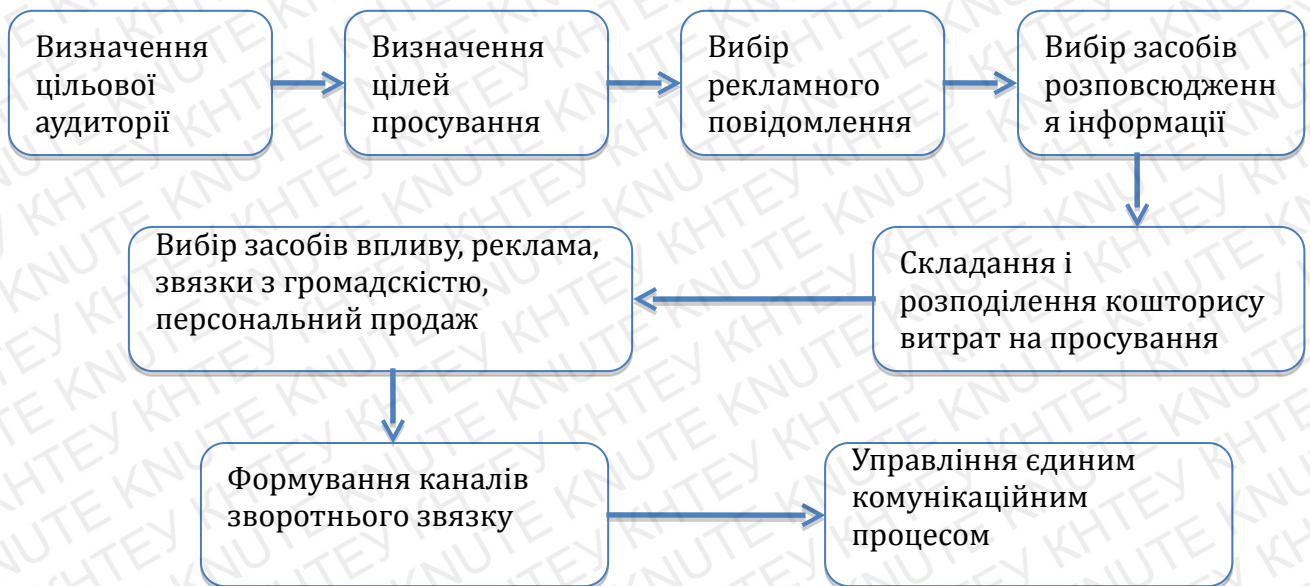 Визначення
цільової
аудиторії
Визначення
цілей
просування
Вибір
рекламного
повідомлення
Вибір засобів
розповсюдженн
я інформації
Складання і
розподілення кошторису
витрат на просування
Вибір засобів впливу, реклама,
звязки з громадскістю,
персональний продаж
Формування каналів
зворотнього звязку
Управління єдиним
комунікаційним
процесом